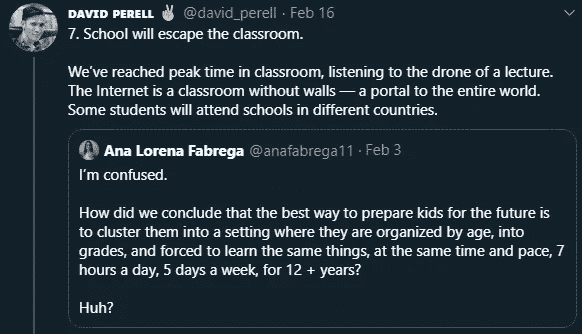 DAVID PERELL ✌ @david_perell · Feb 16
7. School will escape the classroom.
We've reached peak time in classroom, listening to the drone of a lecture.
The Internet is a classroom without walls — a portal to the entire world.
Some students will attend schools in different countries.
Ana Lorena Fabrega @anafabrega11 · Feb 3
I'm confused.
How did we conclude that the best way to prepare kids for the future is
to cluster them into a setting where they are organized by age, into
grades, and forced to learn the same things, at the same time and pace, 7
hours a day, 5 days a week, for 12 + years?
Huh?